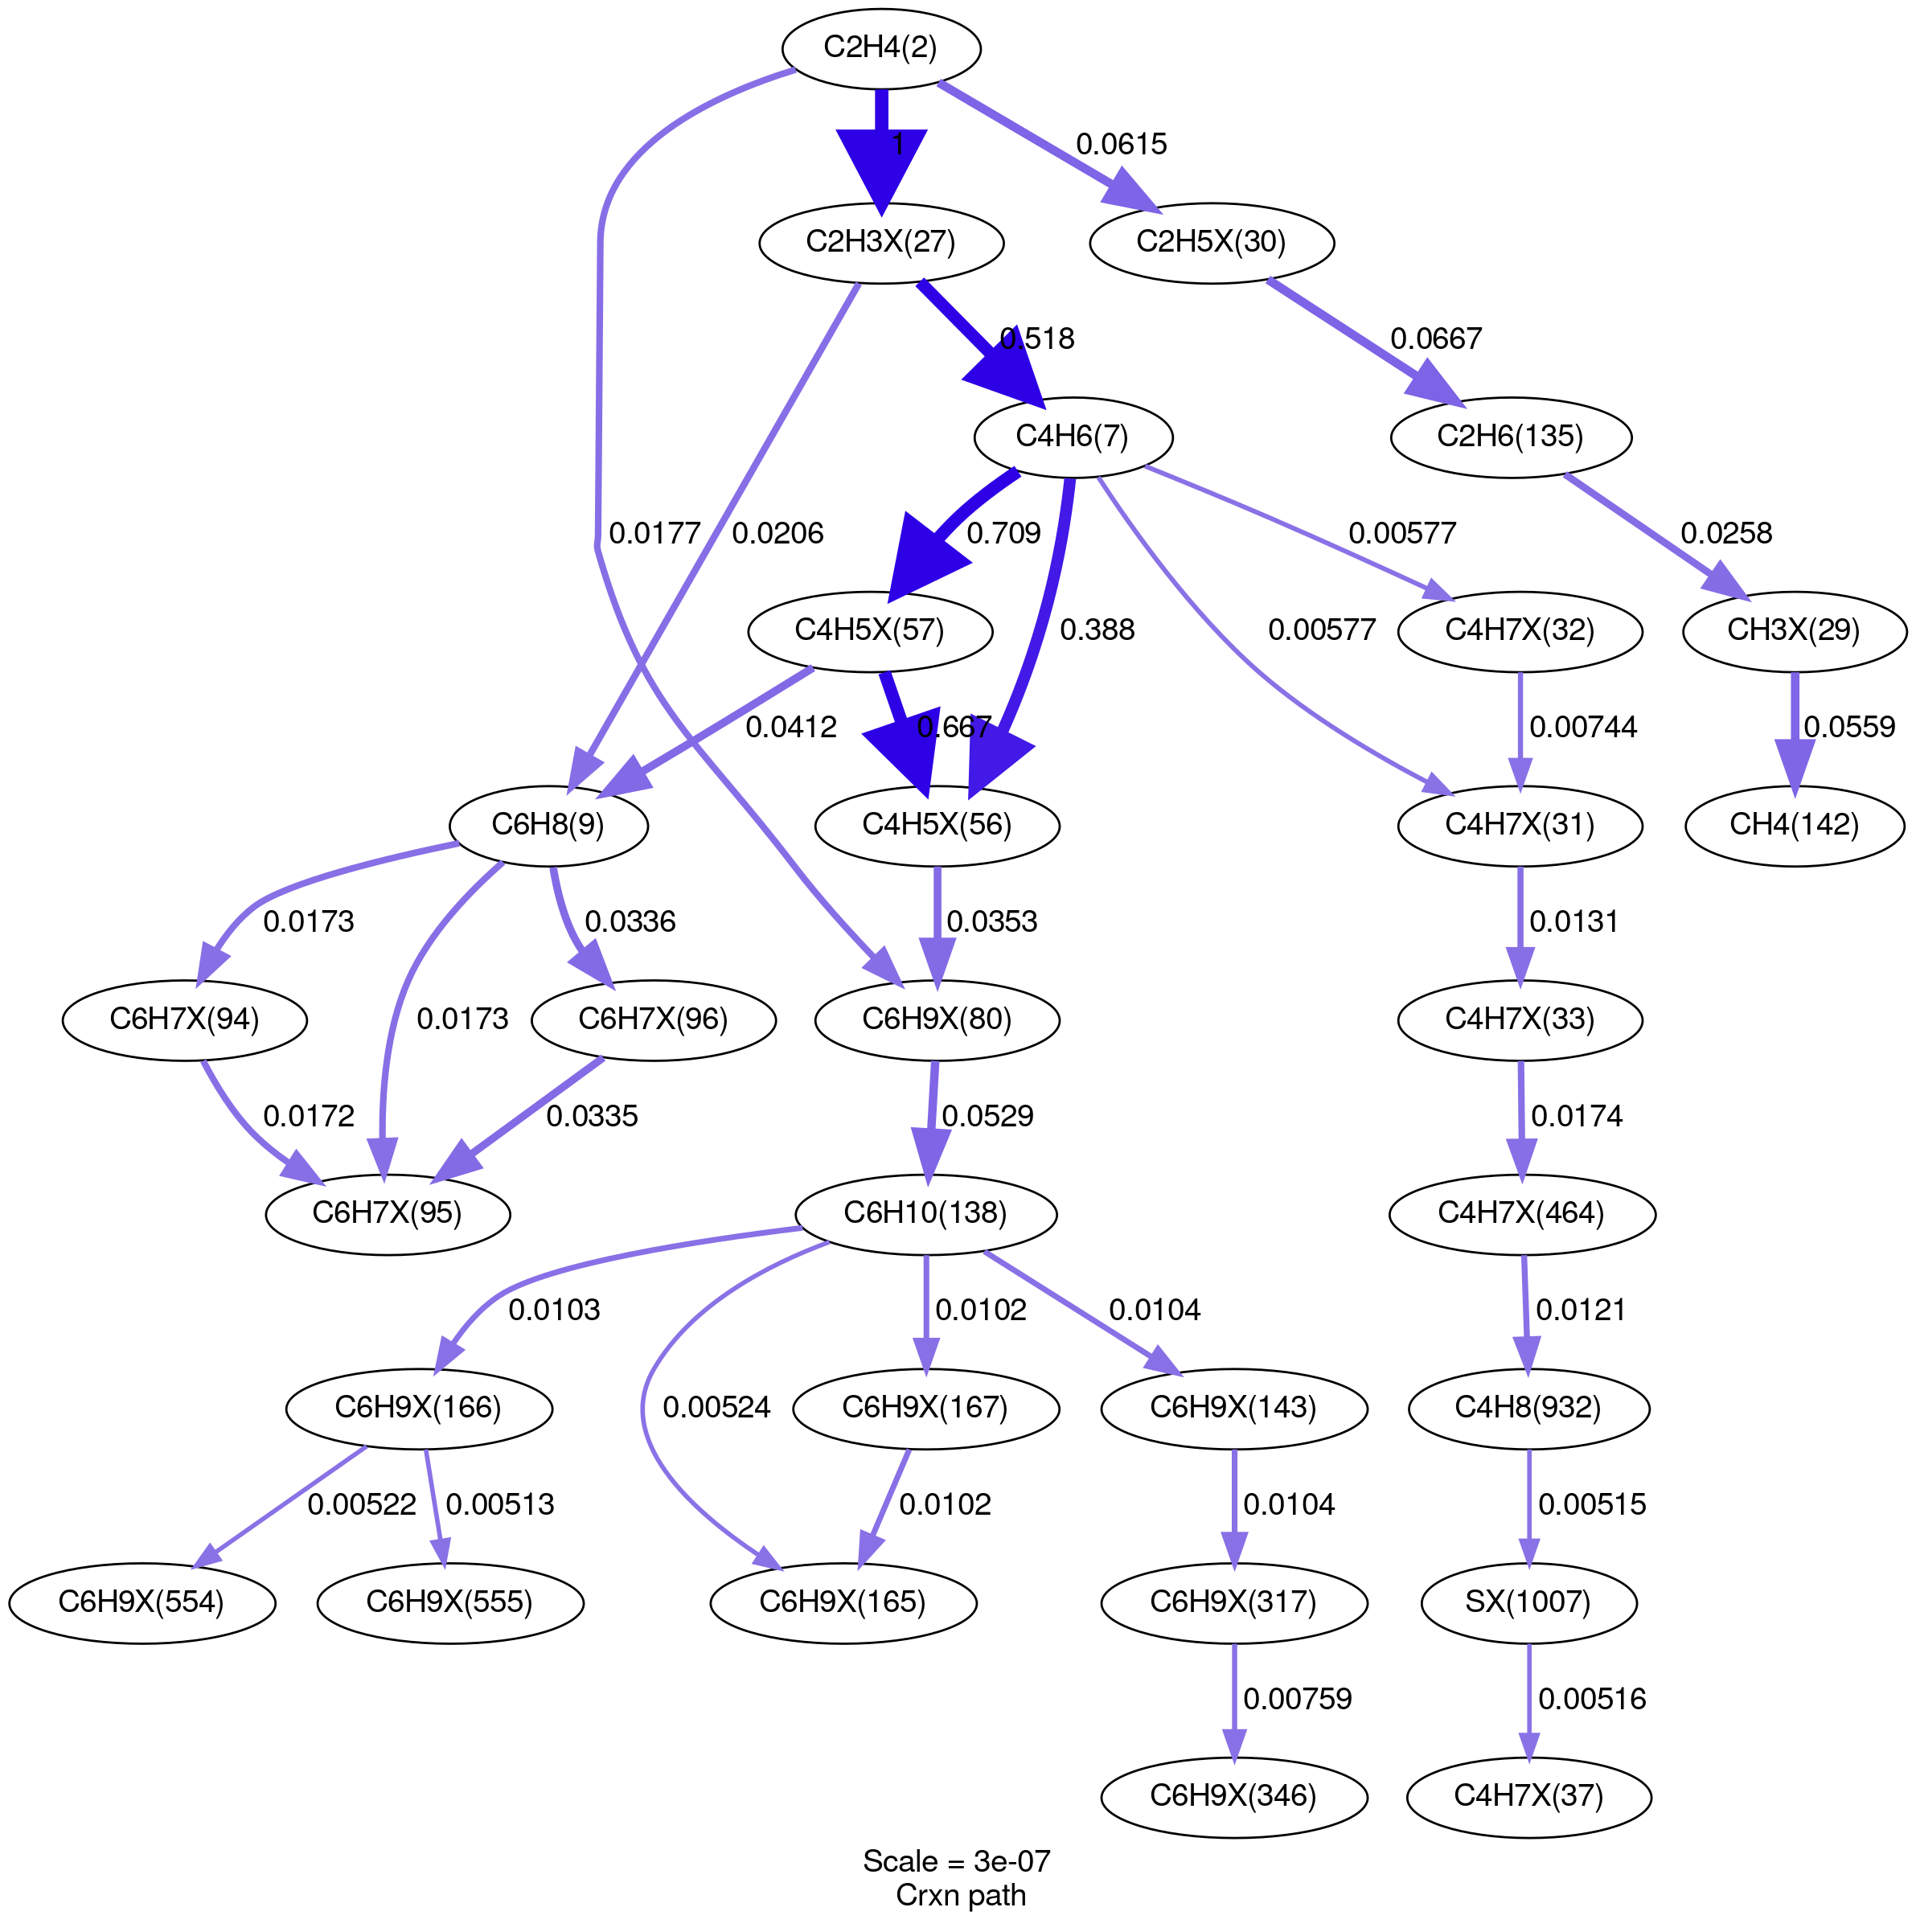 C2H4(2)
1
0.0615
C2H3X(27)
C2H5X(30)
0.518
0.0667
C4H6(7)
C2H6(135)
0.0177
0.0206
0.709
0.00577
0.0258
C4H5X(57)
0.388
0.00577
C4H7X(32)
CH3X(29)
0.0412
0.667
0.00744
0.0559
C6H8(9)
C4H5X(56)
C4H7X(31)
CH4(142)
0.0173
0.0336
0.0353
0.0131
C6H7X(94)
0.0173
C6H7X(96)
C6H9X(80)
C4H7X(33)
0.0172
0.0335
0.0529
0.0174
C6H7X(95)
C6H10(138)
C4H7X(464)
0.0103
0.0102
0.0104
0.0121
C6H9X(166)
0.00524
C6H9X(167)
C6H9X(143)
C4H8(932)
0.00522
0.00513
0.0102
0.0104
0.00515
C6H9X(554)
C6H9X(555)
C6H9X(165)
C6H9X(317)
SX(1007)
0.00759
0.00516
C6H9X(346)
C4H7X(37)
Scale = 3e-07
Crxn path